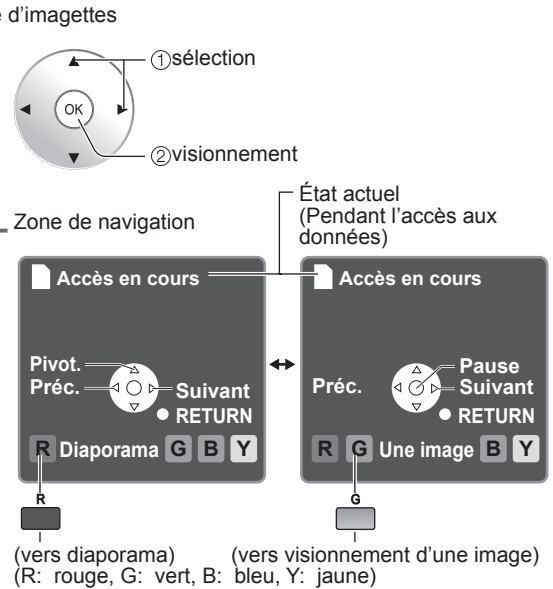 d'imagettes
①sélection
OK
②visionnement
Zone de navigation
État actuel
(Pendant l'accès aux
données)
Accès en cours
Pivot.
Préc.
Suivant
RETURN
R Diaporama G B Y
R
Accès en cours
Pause
Préc.
Suivant
RETURN
R G Une image B Y
G
(vers diaporama)
(vers visionnement d'une image)
(R: rouge, G: vert, B: bleu, Y: jaune)